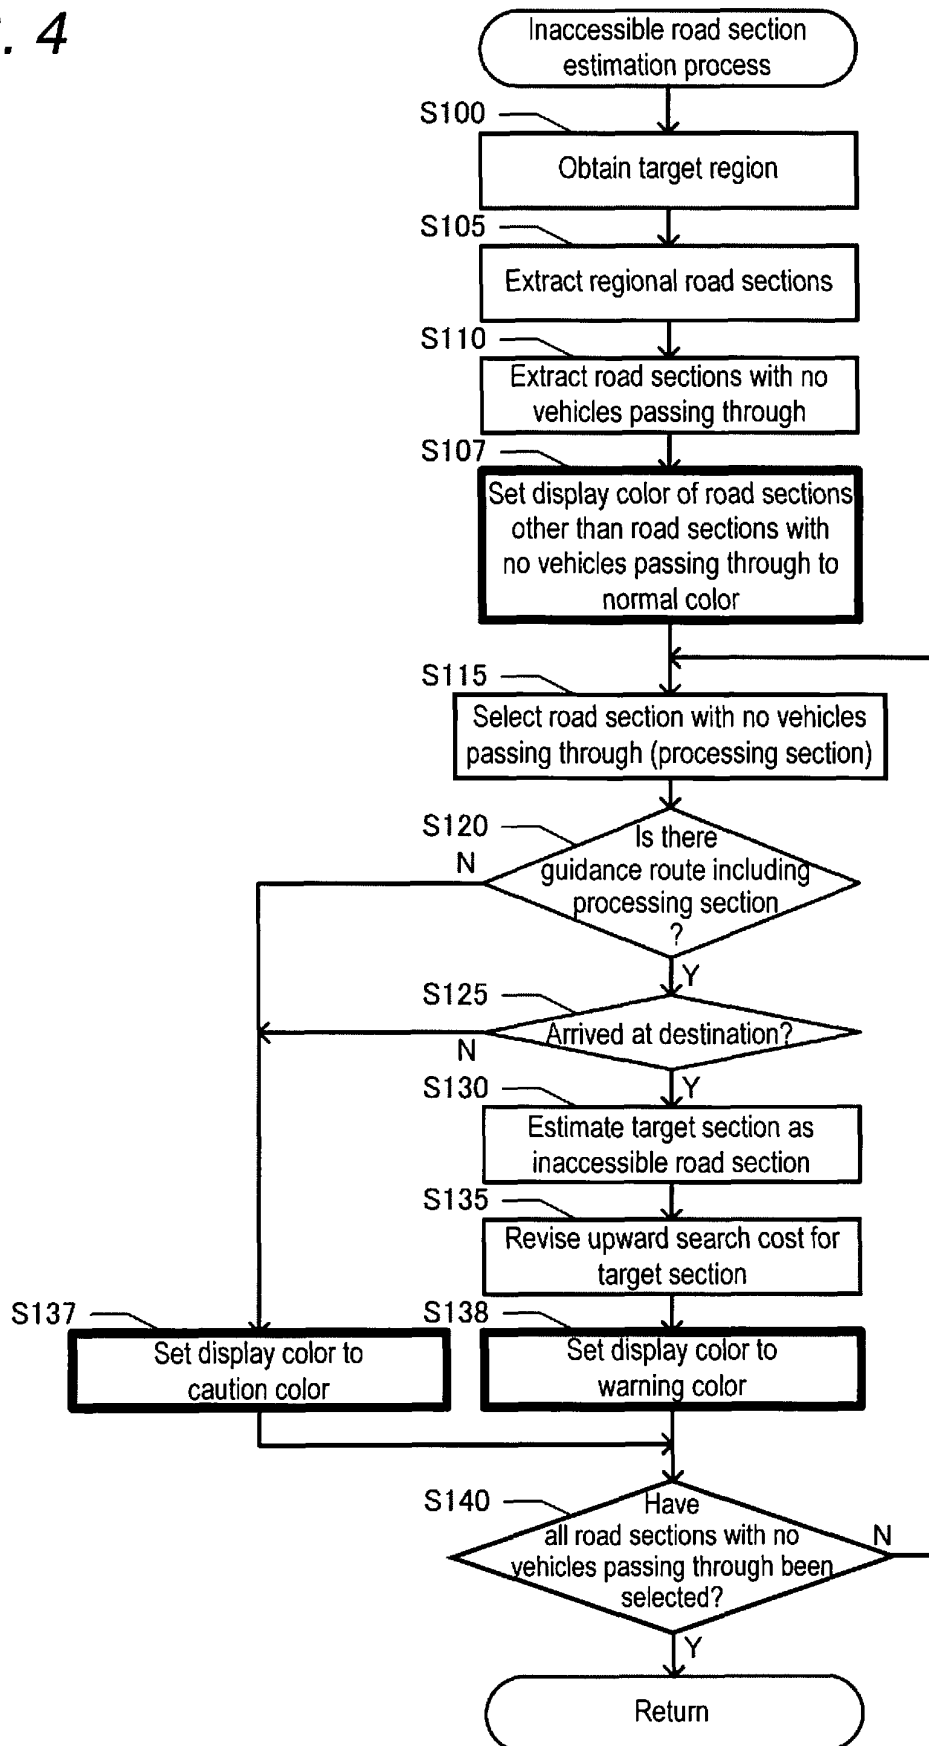 . 4
Inaccessible road section
estimation process
S100
Obtain target region
S105
Extract regional road sections
S110
Extract road sections with no
vehicles passing through
S107
Set display color of road sections
other than road sections with
no vehicles passing through to
normal color
S115
Select road section with no vehicles
passing through (processing section)
S120
Is there
guidance route including
processing section
?
N
Y
S125
Arrived at destination?
N
Y
S130
Estimate target section as
inaccessible road section
S135
Revise upward search cost for
target section
S137
Set display color to
caution color
S138
Set display color to
warning color
S140
Have
all road sections with no
vehicles passing through been
selected?
N
Y
Return